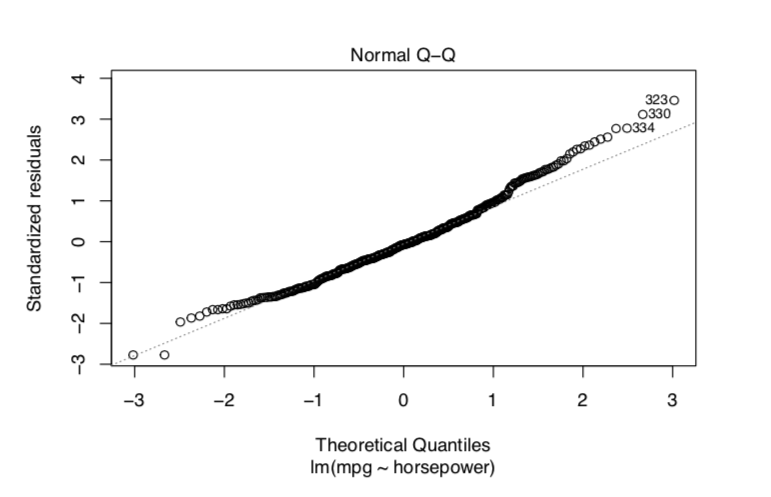 Normal Q−Q
Standardized residuals
4
3
2
1
0
−1
−2
−3
323
330
334
−3 −2 −1 0 1 2 3
Theoretical Quantiles
lm(mpg ~ horsepower)